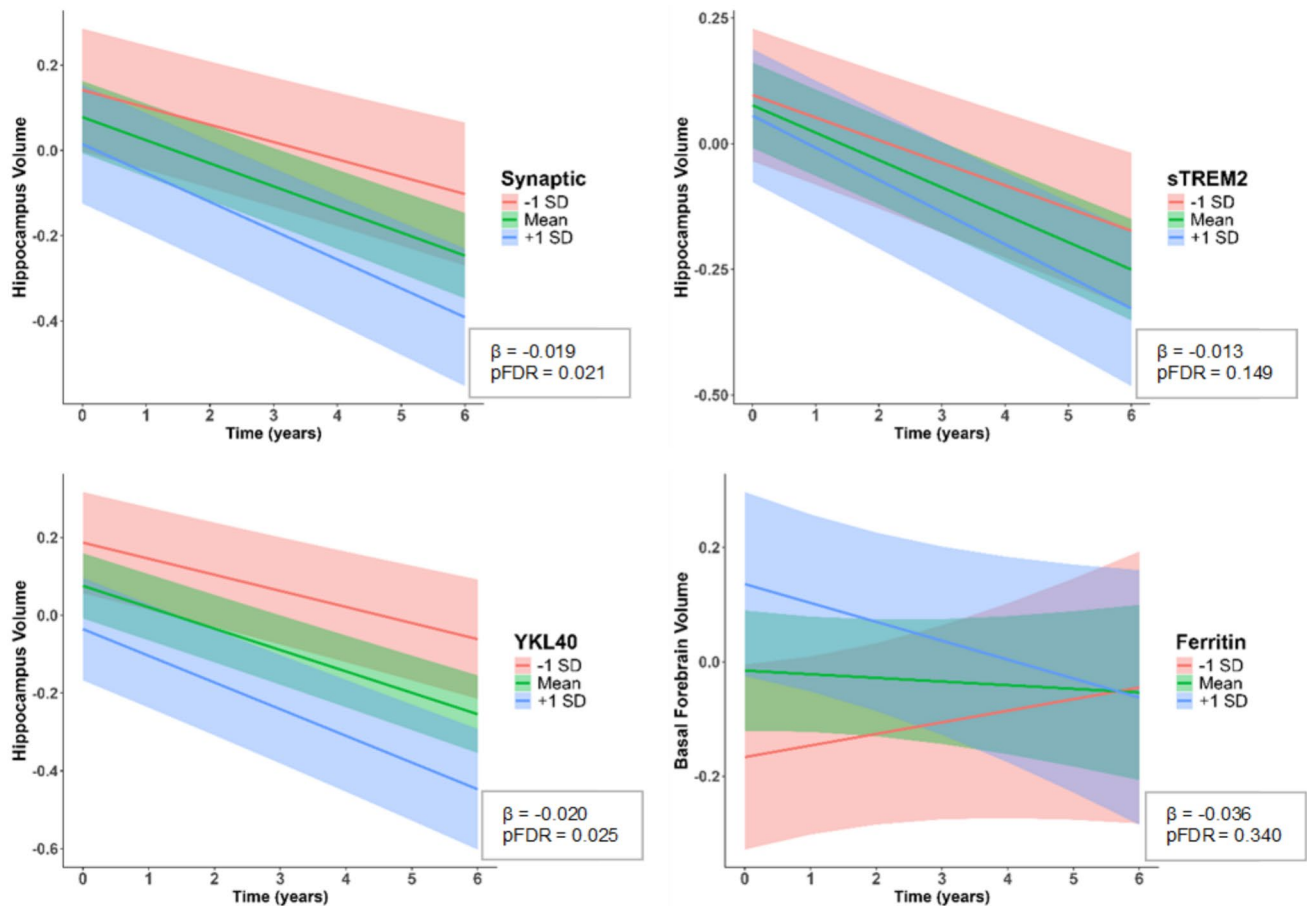 Hippocampus Volume
0.2
0.0
-0.2
-0.4
0 1 2 3 4 5 6
Time (years)
Synaptic
-1 SD
Mean
+1 SD
β = -0.019
pFDR = 0.021
Hippocampus Volume
0.25
0.00
-0.25
-0.50
0 1 2 3 4 5 6
Time (years)
sTREM2
-1 SD
Mean
+1 SD
β = -0.013
pFDR = 0.149
Hippocampus Volume
0.2
0.0
-0.2
-0.4
-0.6
0 1 2 3 4 5 6
Time (years)
YKL40
-1 SD
Mean
+1 SD
β = -0.020
pFDR = 0.025
Basal Forebrain Volume
0.2
0.0
-0.2
0 1 2 3 4 5 6
Time (years)
Ferritin
-1 SD
Mean
+1 SD
β = -0.036
pFDR = 0.340